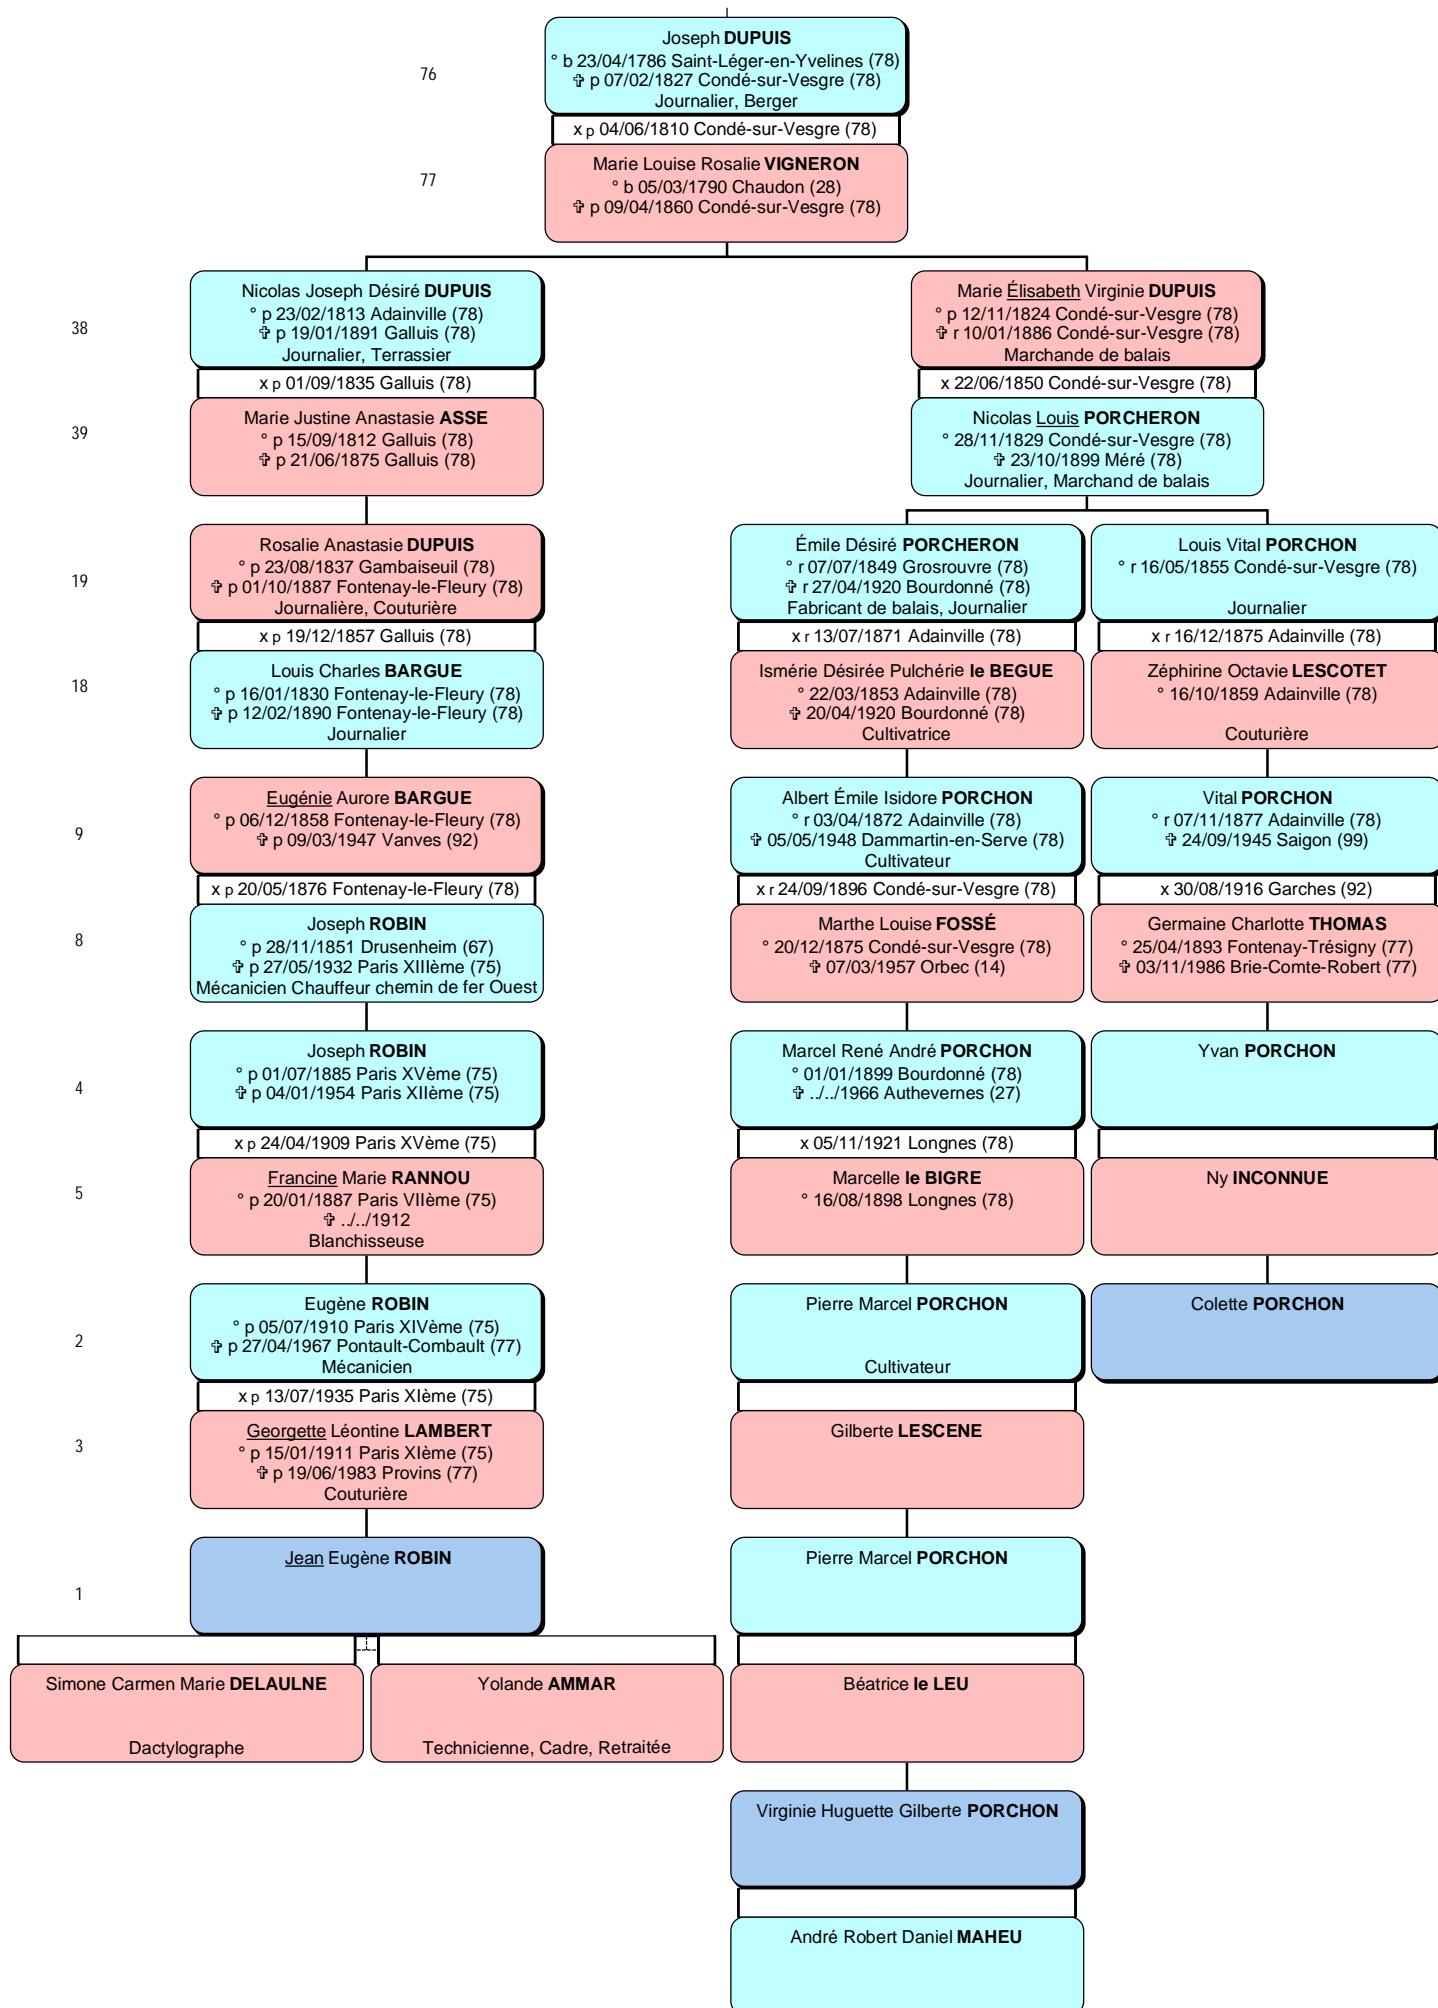 Joseph DUPUIS
° b 23/04/1786 Saint-Léger-en-Yvelines (78)
✞ p 07/02/1827 Condé-sur-Vesgre (78)
Journalier, Berger
76
x p 04/06/1810 Condé-sur-Vesgre (78)
Marie Louise Rosalie VIGNERON
° b 05/03/1790 Chaudon (28)
✞ p 09/04/1860 Condé-sur-Vesgre (78)
77
Nicolas Joseph Désiré DUPUIS
° p 23/02/1813 Adainville (78)
✞ p 19/01/1891 Galluis (78)
Journalier, Terrassier
Marie Élisabeth Virginie DUPUIS
° p 12/11/1824 Condé-sur-Vesgre (78)
✞ r 10/01/1886 Condé-sur-Vesgre (78)
Marchande de balais
38
x p 01/09/1835 Galluis (78)
x 22/06/1850 Condé-sur-Vesgre (78)
Marie Justine Anastasie ASSE
° p 15/09/1812 Galluis (78)
✞ p 21/06/1875 Galluis (78)
Nicolas Louis PORCHERON
° 28/11/1829 Condé-sur-Vesgre (78)
✞ 23/10/1899 Méré (78)
Journalier, Marchand de balais
39
Rosalie Anastasie DUPUIS
° p 23/08/1837 Gambaiseuil (78)
✞ p 01/10/1887 Fontenay-le-Fleury (78)
Journalière, Couturière
Émile Désiré PORCHERON
° r 07/07/1849 Grosrouvre (78)
✞ r 27/04/1920 Bourdonné (78)
Fabricant de balais, Journalier
Louis Vital PORCHON
° r 16/05/1855 Condé-sur-Vesgre (78)
Journalier
19
x p 19/12/1857 Galluis (78)
x r 13/07/1871 Adainville (78)
x r 16/12/1875 Adainville (78)
Louis Charles BARGUE
° p 16/01/1830 Fontenay-le-Fleury (78)
✞ p 12/02/1890 Fontenay-le-Fleury (78)
Journalier
Ismérie Désirée Pulchérie le BEGUE
° 22/03/1853 Adainville (78)
✞ 20/04/1920 Bourdonné (78)
Cultivatrice
Zéphirine Octavie LESCOTET
° 16/10/1859 Adainville (78)
Couturière
18
Eugénie Aurore BARGUE
° p 06/12/1858 Fontenay-le-Fleury (78)
✞ p 09/03/1947 Vanves (92)
Albert Émile Isidore PORCHON
° r 03/04/1872 Adainville (78)
✞ 05/05/1948 Dammartin-en-Serve (78)
Cultivateur
Vital PORCHON
° r 07/11/1877 Adainville (78)
✞ 24/09/1945 Saigon (99)
9
x p 20/05/1876 Fontenay-le-Fleury (78)
x r 24/09/1896 Condé-sur-Vesgre (78)
x 30/08/1916 Garches (92)
Joseph ROBIN
° p 28/11/1851 Drusenheim (67)
✞ p 27/05/1932 Paris XIIIème (75)
Mécanicien Chauffeur chemin de fer Ouest
Marthe Louise FOSSÉ
° 20/12/1875 Condé-sur-Vesgre (78)
✞ 07/03/1957 Orbec (14)
Germaine Charlotte THOMAS
° 25/04/1893 Fontenay-Trésigny (77)
✞ 03/11/1986 Brie-Comte-Robert (77)
8
Joseph ROBIN
° p 01/07/1885 Paris XVème (75)
✞ p 04/01/1954 Paris XIIème (75)
Marcel René André PORCHON
° 01/01/1899 Bourdonné (78)
✞ ../../1966 Authevernes (27)
Yvan PORCHON
4
x p 24/04/1909 Paris XVème (75)
x 05/11/1921 Longnes (78)
Francine Marie RANNOU
° p 20/01/1887 Paris VIIème (75)
✞ ../../1912
Blanchisseuse
Marcelle le BIGRE
° 16/08/1898 Longnes (78)
Ny INCONNUE
5
Eugène ROBIN
° p 05/07/1910 Paris XIVème (75)
✞ p 27/04/1967 Pontault-Combault (77)
Mécanicien
Pierre Marcel PORCHON
Cultivateur
Colette PORCHON
2
x p 13/07/1935 Paris XIème (75)
Georgette Léontine LAMBERT
° p 15/01/1911 Paris XIème (75)
✞ p 19/06/1983 Provins (77)
Couturière
Gilberte LESCENE
3
Jean Eugène ROBIN
Pierre Marcel PORCHON
1
Simone Carmen Marie DELAULNE
Dactylographe
Yolande AMMAR
Technicienne, Cadre, Retraitée
Béatrice le LEU
Virginie Huguette Gilberte PORCHON
André Robert Daniel MAHEU